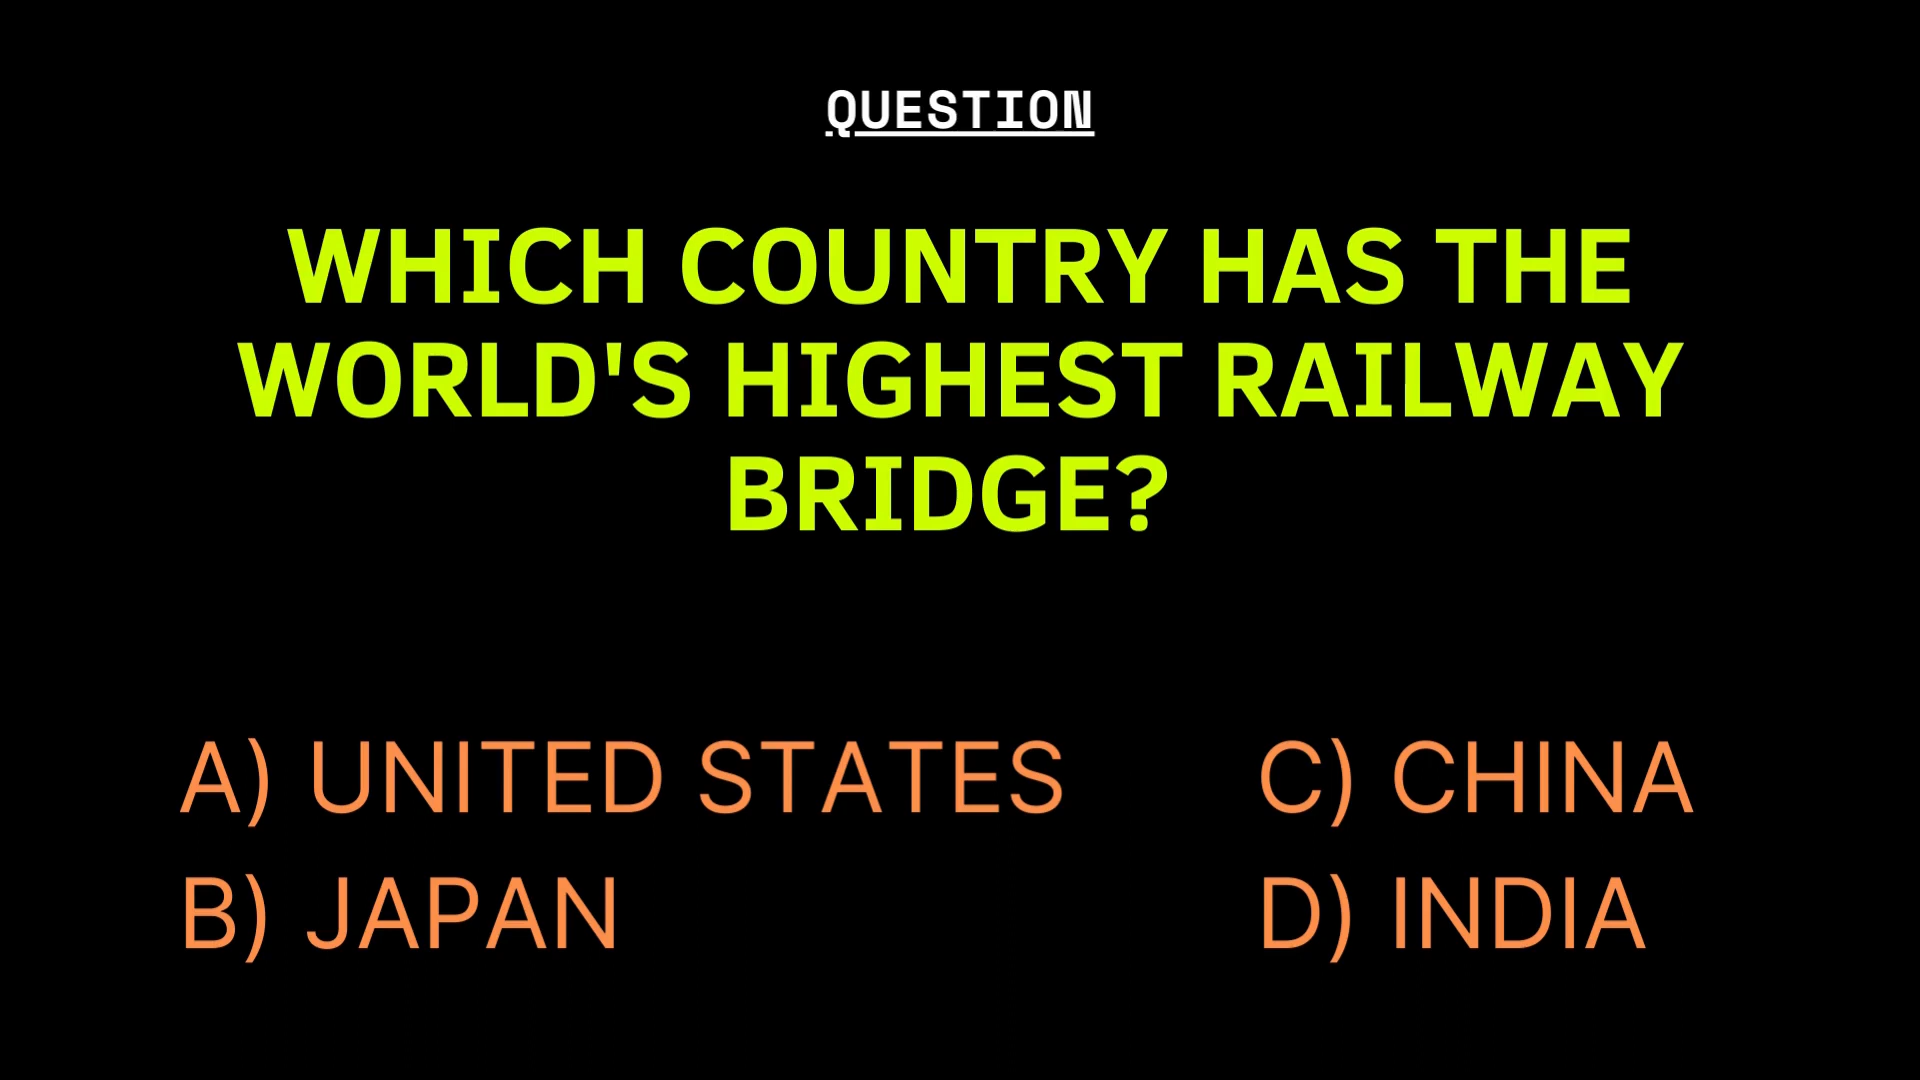 QUESTION
WHICH COUNTRY HAS THE
WORLD'S HIGHEST RAILWAY
BRIDGE?
A) UNITED STATES
B) JAPAN
C) CHINA
D) INDIA